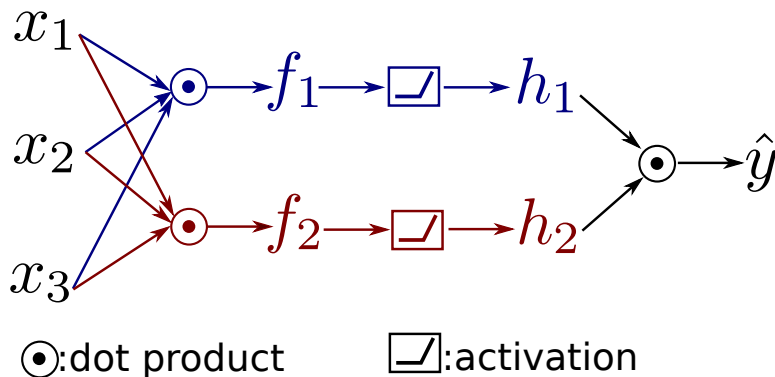 x₁ f₁ h₁
x₂ ŷ
f₂ h₂
x₃
:dot product :activation